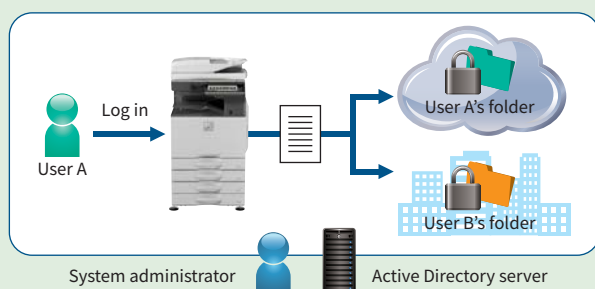 Log in
User A
User A's folder
User B's folder
System administrator
Active Directory server